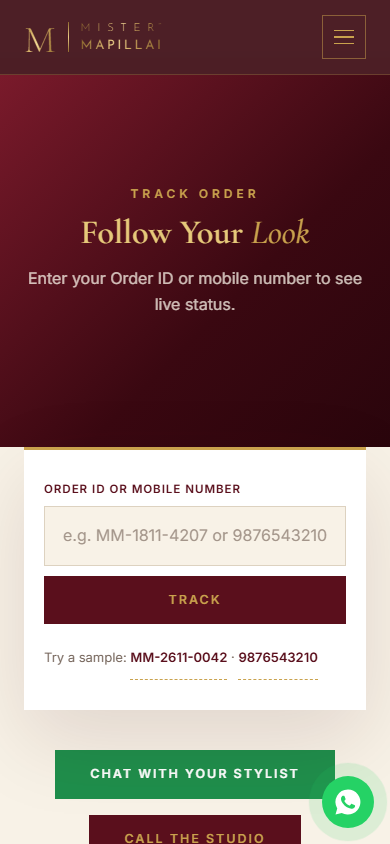 M
MISTER
MAPILLAI
TRACK ORDER
Follow Your Look
Enter your Order ID or mobile number to see
live status.
ORDER ID OR MOBILE NUMBER
e.g. MM-1811-4207 or 9876543210
TRACK
Try a sample: MM-2611-0042 · 9876543210
CHAT WITH YOUR STYLIST
CALL THE STUDIO